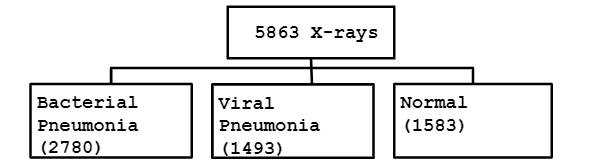 5863 X-rays
Bacterial
Pneumonia
(2780)
Viral
Pneumonia
(1493)
Normal
(1583)